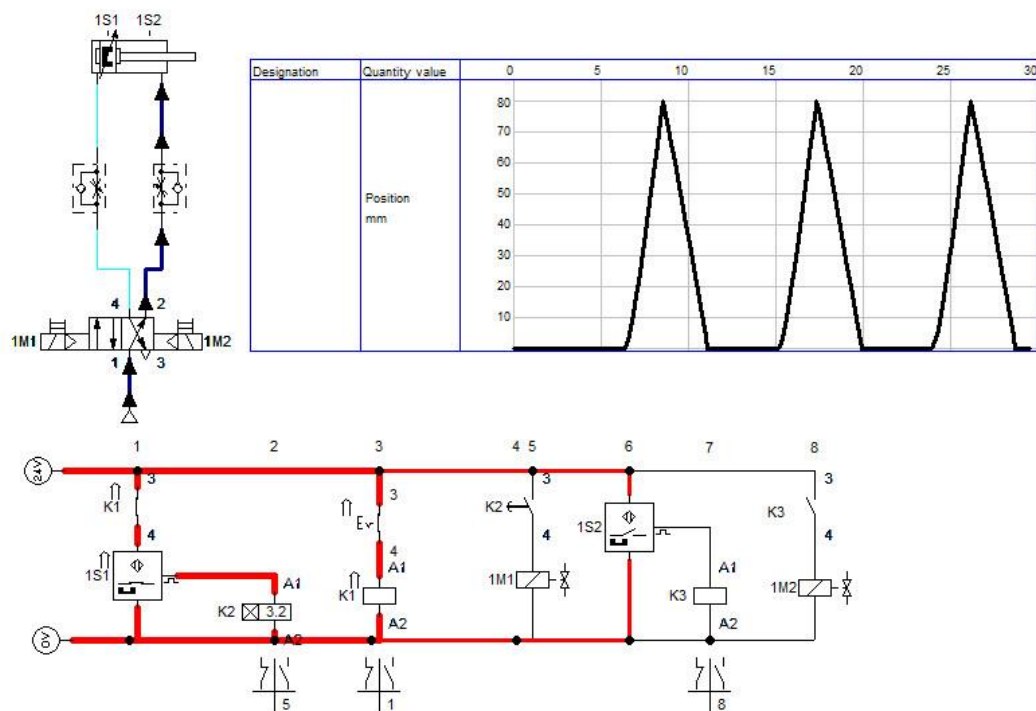 1S1 1S2
Designation Quantity value 0 5 10 15 20 25 30
80
70
60
50
40
30
20
10
Position
mm
4 2
1M1 1M2
1 3
1 2 3 4 5 6 7 8
24V
3 3 3 3
K1 K2 K3
Ev
4 4 4 4
1S1 1S2
A1 A1 A1
K2 3.2 K1 1M1 K3 1M2
A2 A2 A2
0V
5 1 8